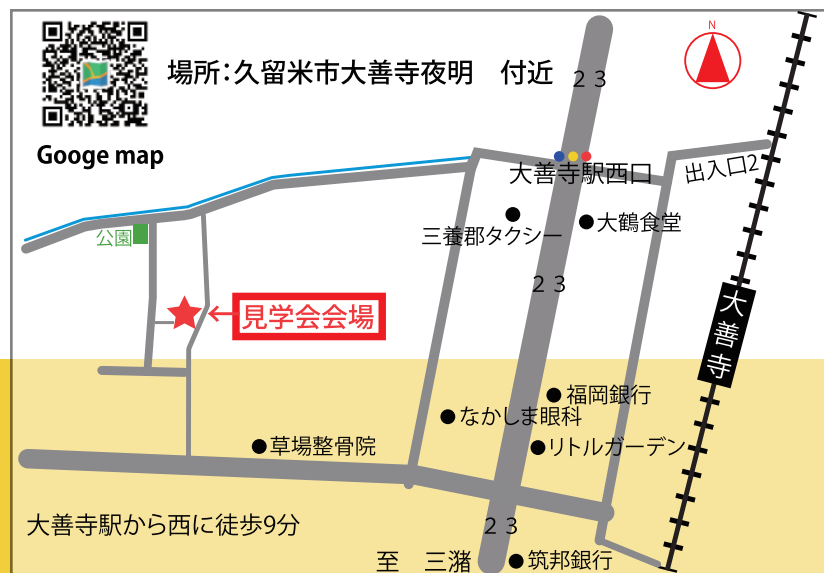 場所：久留米市大善寺夜明　付近
Googe map
N
２３
大善寺駅西口
出入口2
三養郡タクシー
大鶴食堂
公園
２３
見学会会場
大善寺
福岡銀行
なかしま眼科
草場整骨院
リトルガーデン
大善寺駅から西に徒歩9分
２３
至　三潴
筑邦銀行